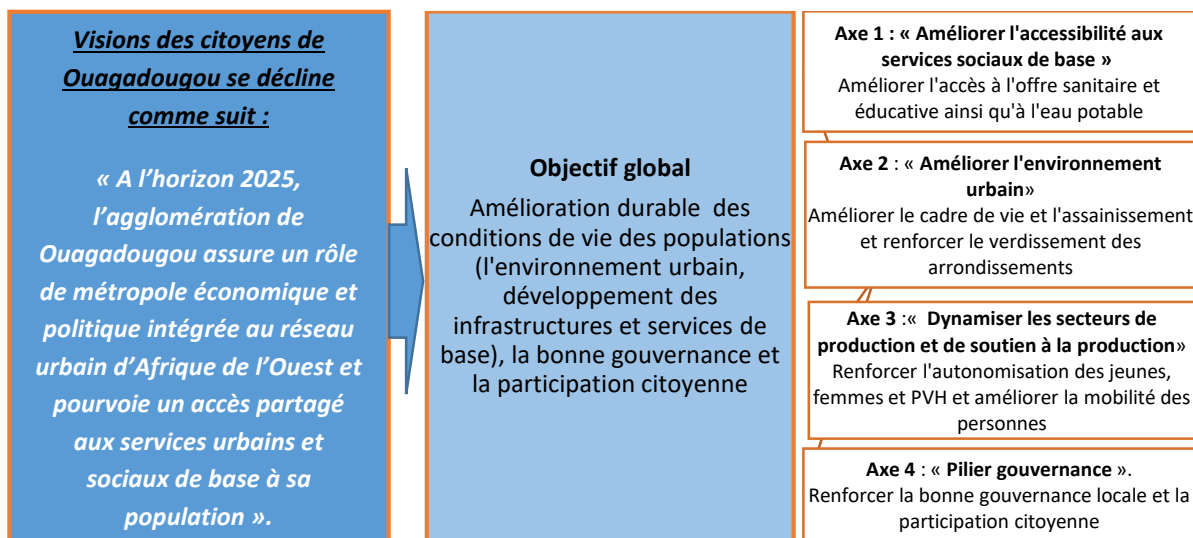 Visions des citoyens de
Ouagadougou se décline
comme suit :
« A l’horizon 2025,
l’agglomération de
Ouagadougou assure un rôle
de métropole économique et
politique intégrée au réseau
urbain d’Afrique de l’Ouest et
pourvoie un accès partagé
aux services urbains et
sociaux de base à sa
population ».
Objectif global
Amélioration durable des
conditions de vie des populations
(l'environnement urbain,
développement des
infrastructures et services de
base), la bonne gouvernance et
la participation citoyenne
Axe 1 : « Améliorer l'accessibilité aux
services sociaux de base »
Améliorer l'accès à l'offre sanitaire et
éducative ainsi qu'à l'eau potable
Axe 2 : « Améliorer l'environnement
urbain»
Améliorer le cadre de vie et l'assainissement
et renforcer le verdissement des
arrondissements
Axe 3 :« Dynamiser les secteurs de
production et de soutien à la production»
Renforcer l'autonomisation des jeunes,
femmes et PVH et améliorer la mobilité des
personnes
Axe 4 : « Pilier gouvernance ».
Renforcer la bonne gouvernance locale et la
participation citoyenne